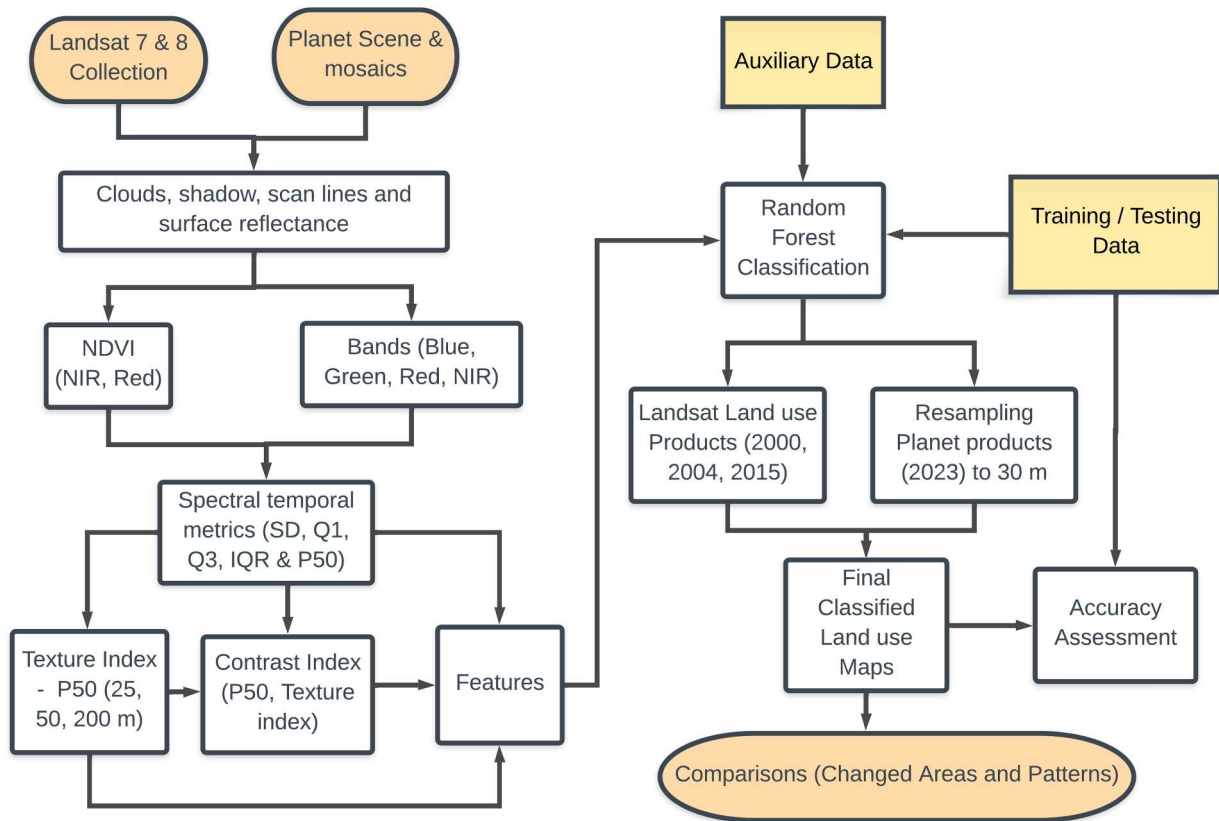 Landsat 7 & 8
Collection
Planet Scene &
mosaics
Clouds, shadow, scan lines and
surface reflectance
NDVI
(NIR, Red)
Bands (Blue,
Green, Red, NIR)
Spectral temporal
metrics (SD, Q1,
Q3, IQR & P50)
Texture Index
- P50 (25,
50, 200 m)
Contrast Index
(P50, Texture
index)
Features
Auxiliary Data
Random
Forest
Classification
Training / Testing
Data
Landsat Land use
Products (2000,
2004, 2015)
Resampling
Planet products
(2023) to 30 m
Final
Classified
Land use
Maps
Accuracy
Assessment
Comparisons (Changed Areas and Patterns)